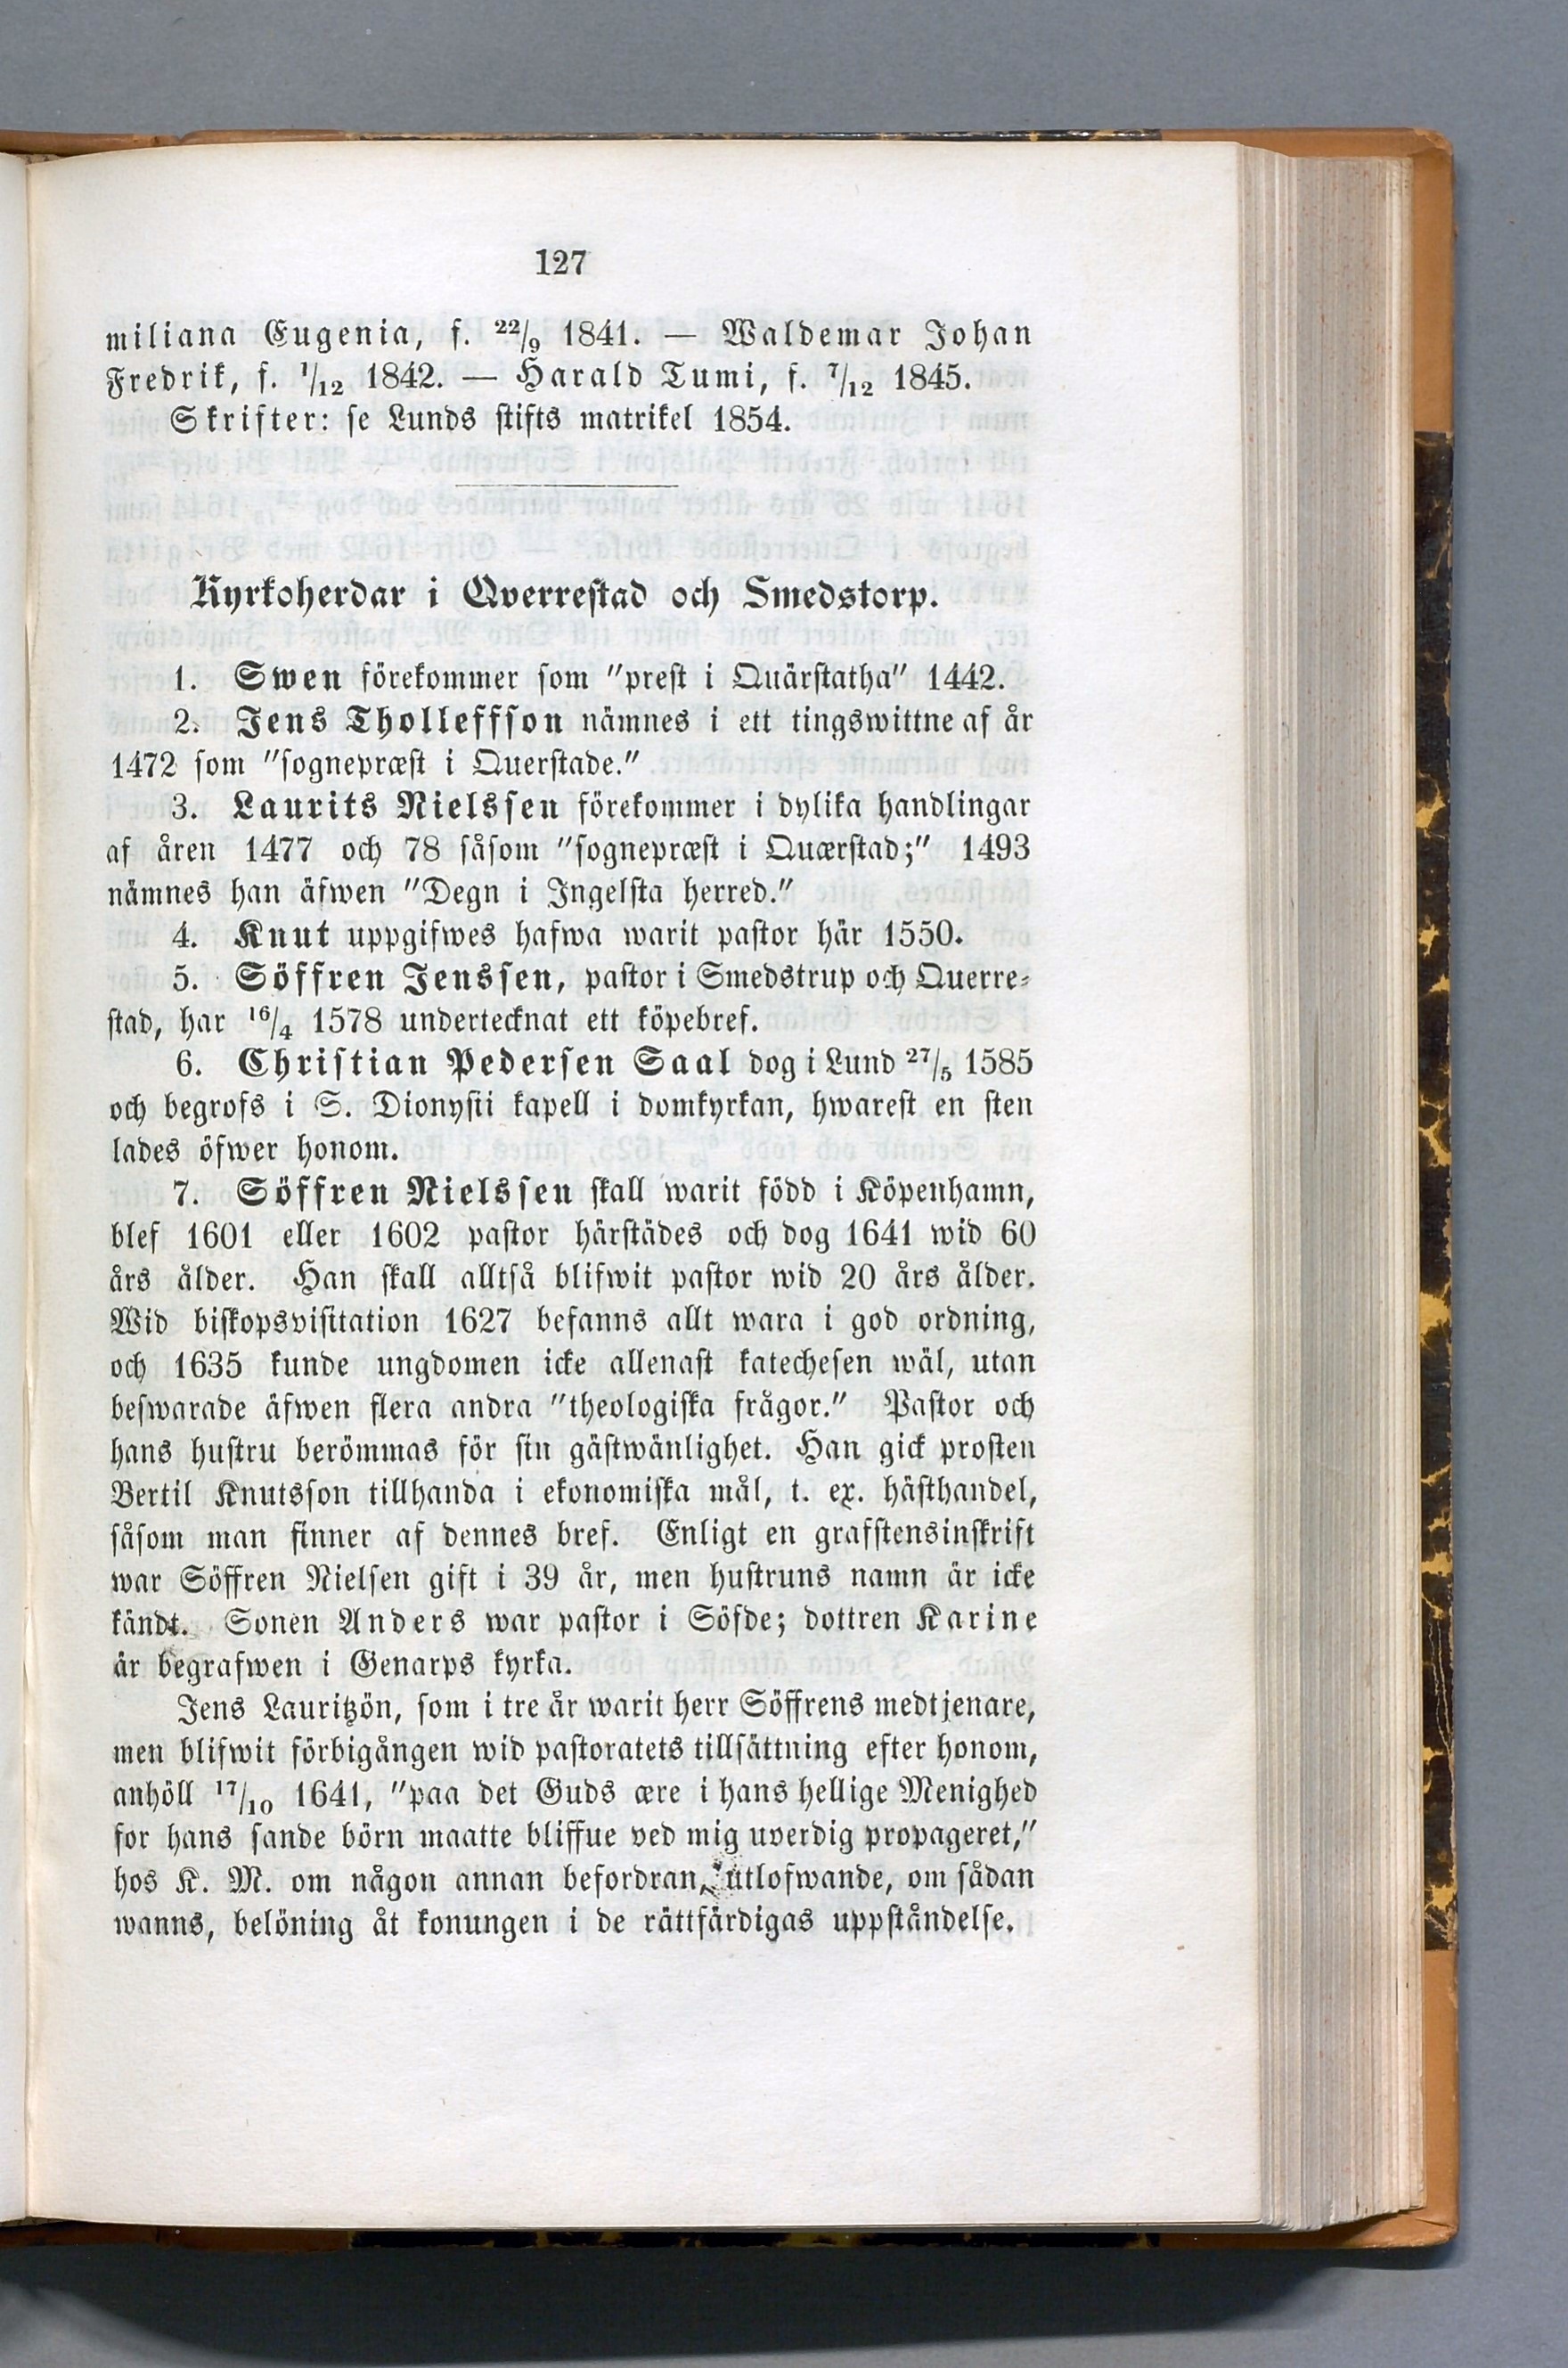 127
miliana Eugenia, f. 22/9 1841. — Waldemar Johan
Fredrik, f. 1/12 1842. — Harald Tumi, f. 7/12 1845.
Skrifter: se Lunds stifts matrikel 1854.
Kyrkoherdar i Qverrestad och Smedstorp.
1. Swen förekommer som "prest i Quärstatha" 1442.
2. Jens Tholleffson nämnes i ett tingswittne af år
1472 som "sognepræst i Querstade."
3. Laurits Nielssen förekommer i dylika handlingar
af åren 1477 och 78 såsom "sognepræst i Quærstad;" 1493
nämnes han äfwen "Degn i Ingelsta herred."
4. Knut uppgifwes hafwa warit pastor här 1550.
5. Söffren Jenssen, pastor i Smedstrup och Querre-
stad, har 16/4 1578 undertecknat ett köpebref.
6. Christian Pedersen Saal dog i Lund 27/5 1585
och begrofs i S. Dionysii kapell i domkyrkan, hwarest en sten
lades öfwer honom.
7. Söffren Nielssen skall warit född i Köpenhamn,
blef 1601 eller 1602 pastor härstädes och dog 1641 wid 60
års ålder. Han skall alltså blifwit pastor wid 20 års ålder.
Wid biskopsvisitation 1627 befanns allt wara i god ordning,
och 1635 kunde ungdomen icke allenast katechesen wäl, utan
beswarade äfwen flera andra "theologiska frågor." Pastor och
hans hustru berömmas för sin gästwänlighet. Han gick prosten
Bertil Knutsson tillhanda i ekonomiska mål, t. ex. hästhandel,
såsom man finner af dennes bref. Enligt en grafstensinskrift
war Söffren Nielsen gift i 39 år, men hustruns namn är icke
kändt. Sonen Anders war pastor i Söfde; dottren Karine
är begrafwen i Genarps kyrka.
Jens Lauritzön, som i tre år warit herr Söffrens medtjenare,
men blifwit förbigången wid pastoratets tillsättning efter honom,
anhöll 17/10 1641, "paa det Guds ære i hans hellige Menighed
for hans sande börn maatte bliffue ved mig uverdig propageret,"
hos K. M. om någon annan befordran, utlofwande, om sådan
wanns, belöning åt konungen i de rättfärdigas uppståndelse.